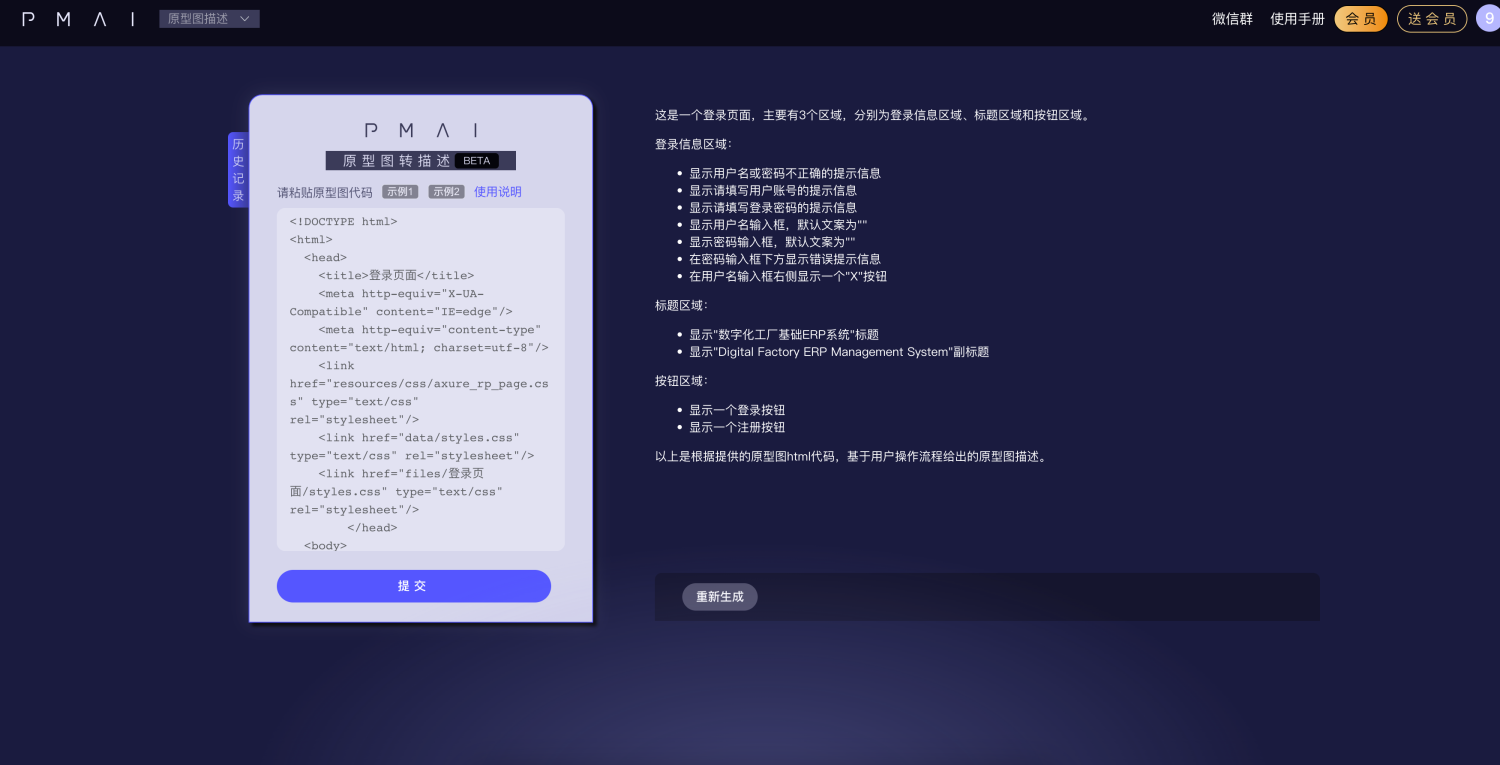 PMAI
原型图描述
微信群
使用手册
会员
送会员
9
历史记录
PMAI
原型图转描述 BETA
请粘贴原型图代码 示例1 示例2 使用说明
<!DOCTYPE html>
<html>
<head>
<title>登录页面</title>
<meta http-equiv="X-UA-
Compatible" content="IE=edge"/>
<meta http-equiv="content-type"
content="text/html; charset=utf-8"/>
<link
href="resources/css/axure_rp_page.cs
s" type="text/css"
rel="stylesheet"/>
<link href="data/styles.css"
type="text/css" rel="stylesheet"/>
<link href="files/登录页
面/styles.css" type="text/css"
rel="stylesheet"/>
</head>
<body>
提交
这是一个登录页面，主要有3个区域，分别为登录信息区域、标题区域和按钮区域。
登录信息区域：
• 显示用户名或密码不正确的提示信息
• 显示请填写用户账号的提示信息
• 显示请填写登录密码的提示信息
• 显示用户名输入框，默认文案为""
• 显示密码输入框，默认文案为""
• 在密码输入框下方显示错误提示信息
• 在用户名输入框右侧显示一个"X"按钮
标题区域：
• 显示"数字化工厂基础ERP系统"标题
• 显示"Digital Factory ERP Management System"副标题
按钮区域：
• 显示一个登录按钮
• 显示一个注册按钮
以上是根据提供的原型图html代码，基于用户操作流程给出的原型图描述。
重新生成